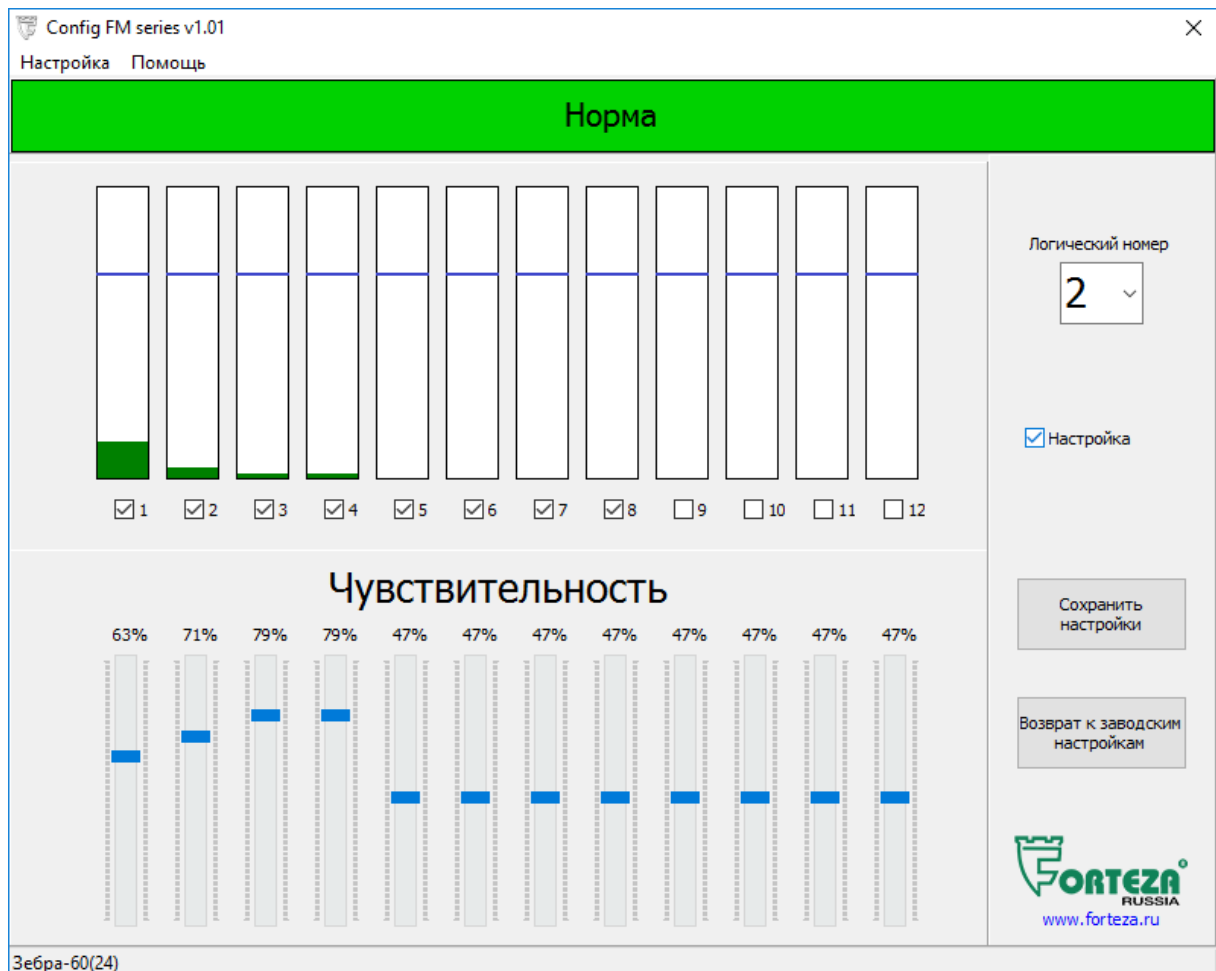 Config FM series v1.01
Настройка Помощь
Норма
Логический номер
2
Настройка
1 2 3 4 5 6 7 8 9 10 11 12
Чувствительность
63% 71% 79% 79% 47% 47% 47% 47% 47% 47% 47% 47%
Сохранить
настройки
Возврат к заводским
настройкам
FORTEZA®
RUSSIA
www.forteza.ru
Зебра-60(24)